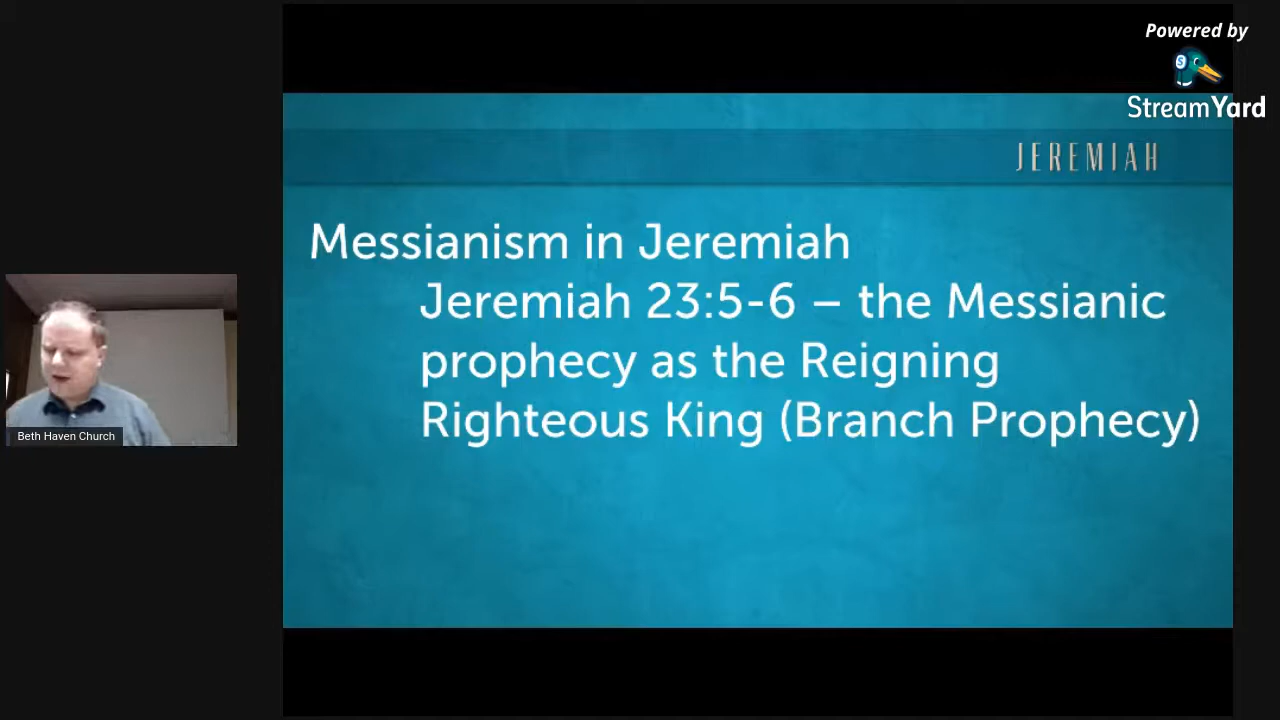 Powered by
StreamYard
JEREMIAH
Messianism in Jeremiah
Jeremiah 23:5-6 – the Messianic
prophecy as the Reigning
Righteous King (Branch Prophecy)
Beth Haven Church